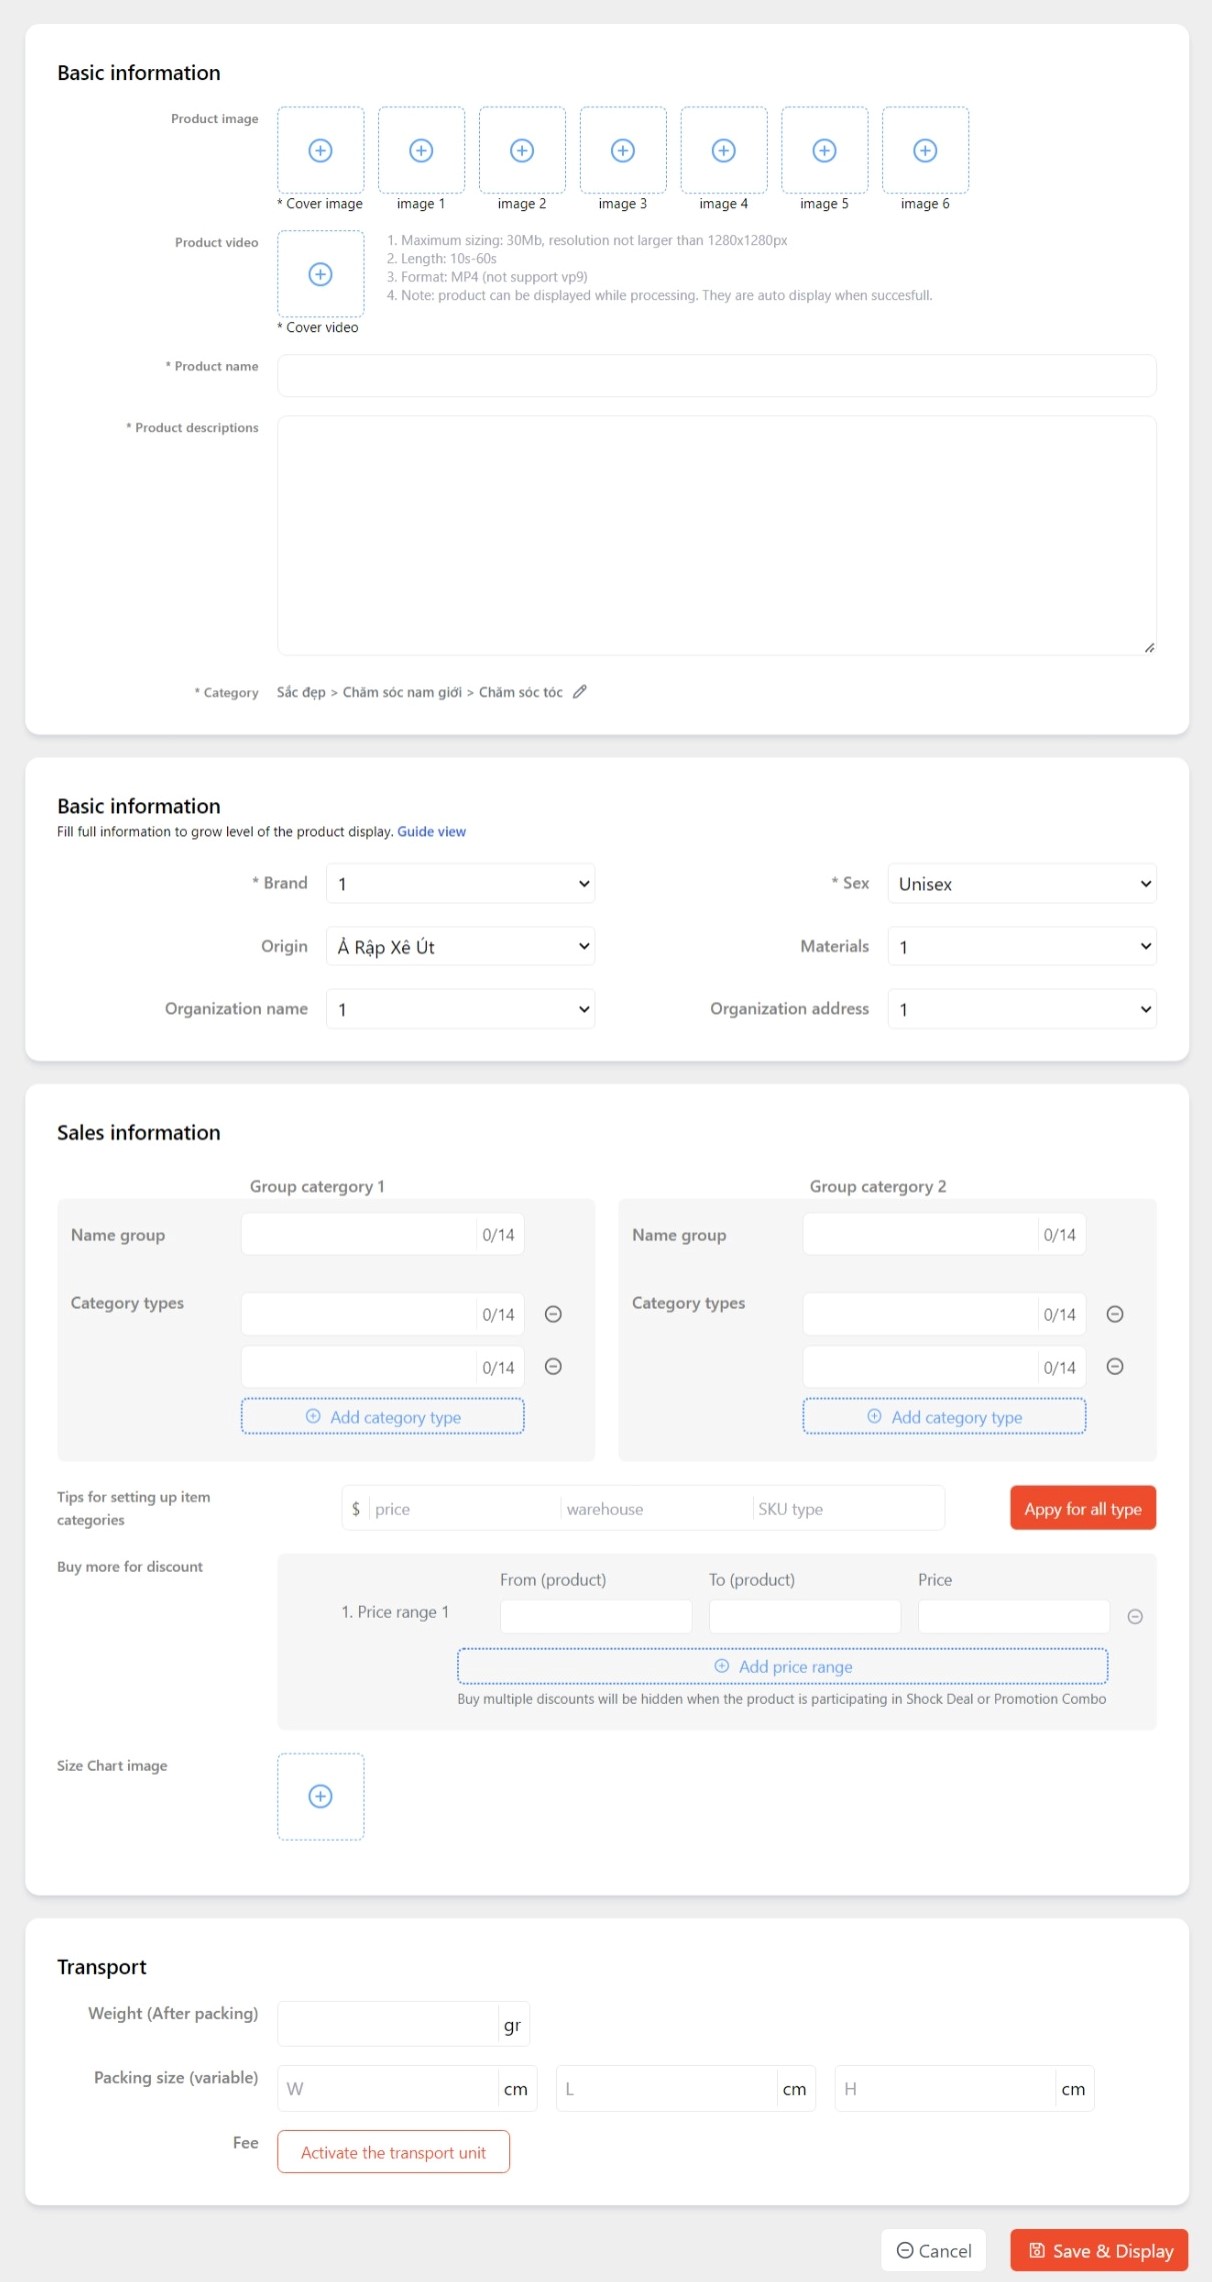 Basic information
Product image
* Cover image
image 1
image 2
image 3
image 4
image 5
image 6
Product video
1. Maximum sizing: 30Mb, resolution not larger than 1280x1280px
2. Length: 10s-60s
3. Format: MP4 (not support vp9)
4. Note: product can be displayed while processing. They are auto display when succesfull.
* Cover video
* Product name
* Product descriptions
* Category Sắc đẹp > Chăm sóc nam giới > Chăm sóc tóc
Basic information
Fill full information to grow level of the product display. Guide view
* Brand 1
* Sex Unisex
Origin Ả Rập Xê Út
Materials 1
Organization name 1
Organization address 1
Sales information
Group catergory 1
Name group 0/14
Category types 0/14
0/14
Add category type
Group catergory 2
Name group 0/14
Category types 0/14
0/14
Add category type
Tips for setting up item
categories
$ price warehouse SKU type
Appy for all type
Buy more for discount
From (product) To (product) Price
1. Price range 1
Add price range
Buy multiple discounts will be hidden when the product is participating in Shock Deal or Promotion Combo
Size Chart image
Transport
Weight (After packing) gr
Packing size (variable) W cm L cm H cm
Fee Activate the transport unit
Cancel Save & Display